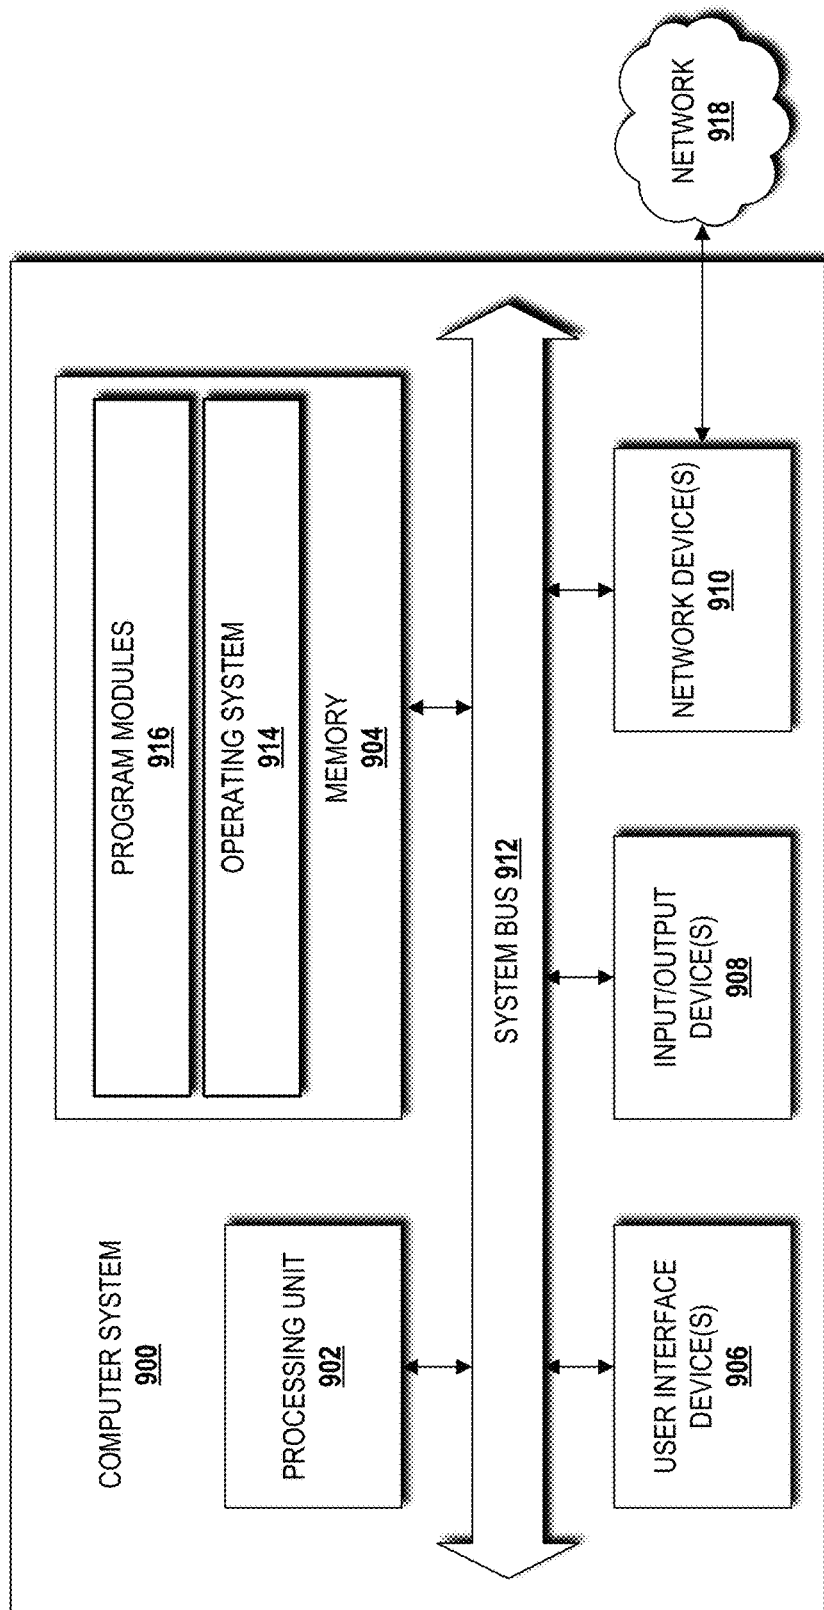 COMPUTER SYSTEM
900
PROCESSING UNIT
902
PROGRAM MODULES
916
OPERATING SYSTEM
914
MEMORY
904
SYSTEM BUS 912
USER INTERFACE
DEVICE(S)
906
INPUT/OUTPUT
DEVICE(S)
908
NETWORK DEVICE(S)
910
NETWORK
918